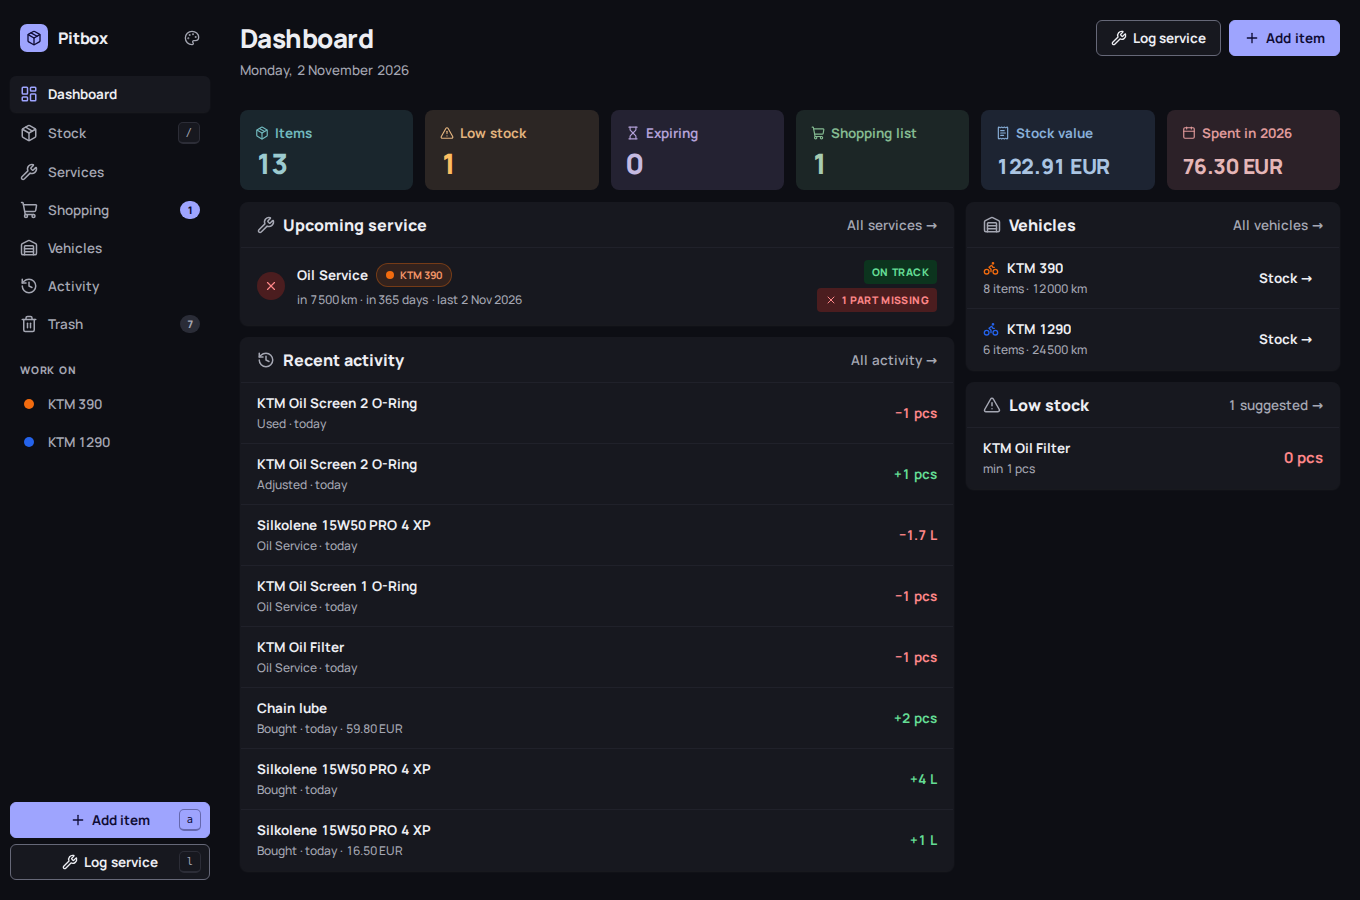 Pitbox
Dashboard
Stock /
Services
Shopping 1
Vehicles
Activity
Trash 7
WORK ON
KTM 390
KTM 1290
Add item a
Log service l
Dashboard
Monday, 2 November 2026
Log service
Add item
Items
13
Low stock
1
Expiring
0
Shopping list
1
Stock value
122.91 EUR
Spent in 2026
76.30 EUR
Upcoming service
All services →
Oil Service KTM 390
in 7 500 km · in 365 days · last 2 Nov 2026
ON TRACK
1 PART MISSING
Recent activity
All activity →
KTM Oil Screen 2 O-Ring
Used · today
−1 pcs
KTM Oil Screen 2 O-Ring
Adjusted · today
+1 pcs
Silkolene 15W50 PRO 4 XP
Oil Service · today
−1.7 L
KTM Oil Screen 1 O-Ring
Oil Service · today
−1 pcs
KTM Oil Filter
Oil Service · today
−1 pcs
Chain lube
Bought · today · 59.80 EUR
+2 pcs
Silkolene 15W50 PRO 4 XP
Bought · today
+4 L
Silkolene 15W50 PRO 4 XP
Bought · today · 16.50 EUR
+1 L
Vehicles
All vehicles →
KTM 390
8 items · 12 000 km
Stock →
KTM 1290
6 items · 24 500 km
Stock →
Low stock
1 suggested →
KTM Oil Filter
min 1 pcs
0 pcs